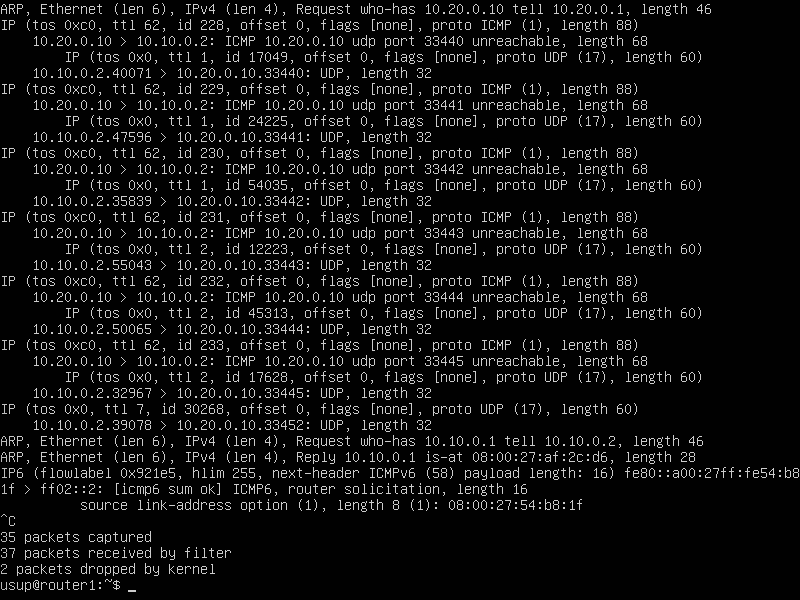 ARP, Ethernet (len 6), IPv4 (len 4), Request who-has 10.20.0.10 tell 10.20.0.1, length 46
IP (tos 0xc0, ttl 62, id 228, offset 0, flags [none], proto ICMP (1), length 88)
    10.20.0.10 > 10.10.0.2: ICMP 10.20.0.10 udp port 33440 unreachable, length 68
        IP (tos 0x0, ttl 1, id 17049, offset 0, flags [none], proto UDP (17), length 60)
    10.10.0.2.40071 > 10.20.0.10.33440: UDP, length 32
IP (tos 0xc0, ttl 62, id 229, offset 0, flags [none], proto ICMP (1), length 88)
    10.20.0.10 > 10.10.0.2: ICMP 10.20.0.10 udp port 33441 unreachable, length 68
        IP (tos 0x0, ttl 1, id 24225, offset 0, flags [none], proto UDP (17), length 60)
    10.10.0.2.47596 > 10.20.0.10.33441: UDP, length 32
IP (tos 0xc0, ttl 62, id 230, offset 0, flags [none], proto ICMP (1), length 88)
    10.20.0.10 > 10.10.0.2: ICMP 10.20.0.10 udp port 33442 unreachable, length 68
        IP (tos 0x0, ttl 1, id 54035, offset 0, flags [none], proto UDP (17), length 60)
    10.10.0.2.35839 > 10.20.0.10.33442: UDP, length 32
IP (tos 0xc0, ttl 62, id 231, offset 0, flags [none], proto ICMP (1), length 88)
    10.20.0.10 > 10.10.0.2: ICMP 10.20.0.10 udp port 33443 unreachable, length 68
        IP (tos 0x0, ttl 2, id 12223, offset 0, flags [none], proto UDP (17), length 60)
    10.10.0.2.55043 > 10.20.0.10.33443: UDP, length 32
IP (tos 0xc0, ttl 62, id 232, offset 0, flags [none], proto ICMP (1), length 88)
    10.20.0.10 > 10.10.0.2: ICMP 10.20.0.10 udp port 33444 unreachable, length 68
        IP (tos 0x0, ttl 2, id 45313, offset 0, flags [none], proto UDP (17), length 60)
    10.10.0.2.50065 > 10.20.0.10.33444: UDP, length 32
IP (tos 0xc0, ttl 62, id 233, offset 0, flags [none], proto ICMP (1), length 88)
    10.20.0.10 > 10.10.0.2: ICMP 10.20.0.10 udp port 33445 unreachable, length 68
        IP (tos 0x0, ttl 2, id 17628, offset 0, flags [none], proto UDP (17), length 60)
    10.10.0.2.32967 > 10.20.0.10.33445: UDP, length 32
IP (tos 0x0, ttl 7, id 30268, offset 0, flags [none], proto UDP (17), length 60)
    10.10.0.2.39078 > 10.20.0.10.33452: UDP, length 32
ARP, Ethernet (len 6), IPv4 (len 4), Request who-has 10.10.0.1 tell 10.10.0.2, length 46
ARP, Ethernet (len 6), IPv4 (len 4), Reply 10.10.0.1 is-at 08:00:27:af:2c:d6, length 28
IP6 (flowlabel 0x921e5, hlim 255, next-header ICMPv6 (58) payload length: 16) fe80::a00:27ff:fe54:b8
1f > ff02::2: [icmp6 sum ok] ICMP6, router solicitation, length 16
          source link-address option (1), length 8 (1): 08:00:27:54:b8:1f
^C
35 packets captured
37 packets received by filter
2 packets dropped by kernel
usup@router1:~$ _